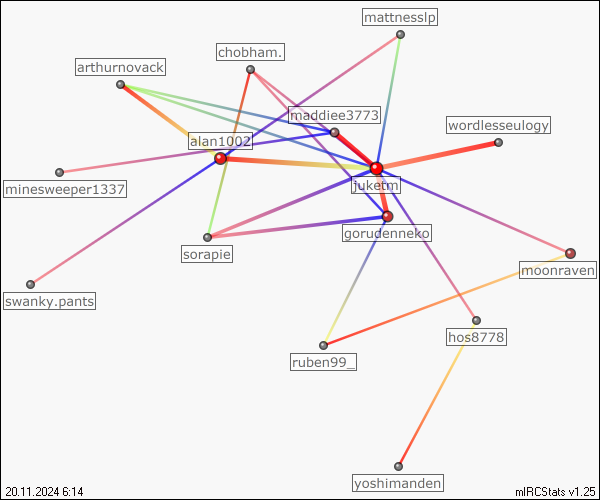 mattnesslp
chobham.
arthurnovack
maddiee3773
wordlesseulogy
alan1002
minesweeper1337
juketm
gorudenneko
sorapie
moonraven
swanky.pants
hos8778
ruben99_
yoshimanden
20.11.2024 6:14
mIRCStats v1.25